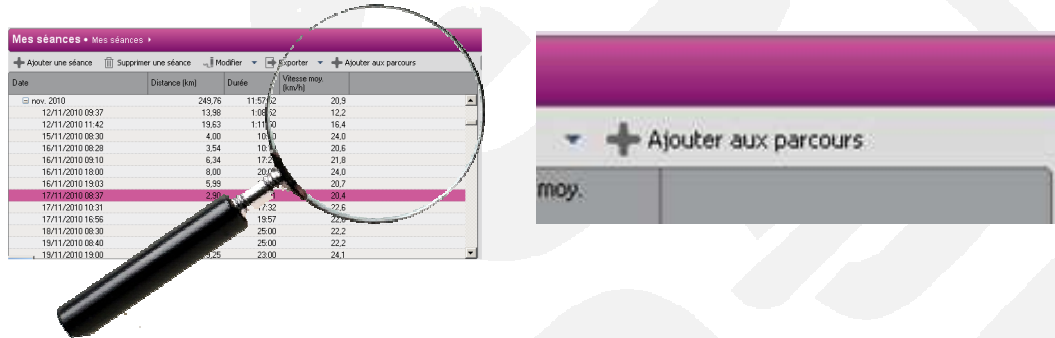 Mes séances • Mes séances
Ajouter une séance Supprimer une séance Modifier Exporter Ajouter aux parcours
Date Distance (km) Durée Vitesse moy. (km/h)
nov. 2010 249,76 11:57:52 20,9
12/11/2010 09:37 13,98 1:08:52 12,2
12/11/2010 11:42 19,63 16,4
15/11/2010 08:30 4,00 24,0
16/11/2010 08:28 3,54 20,6
16/11/2010 09:10 6,34 21,8
16/11/2010 18:00 8,00 24,0
16/11/2010 19:03 5,99 20,7
17/11/2010 08:37 2,90 20,4
17/11/2010 10:31 22,6
17/11/2010 16:56 19:57
18/11/2010 08:30 25:00 22,2
19/11/2010 08:40 25:00 22,2
19/11/2010 19:00 23:00 24,1
Ajouter aux parcours
moy.